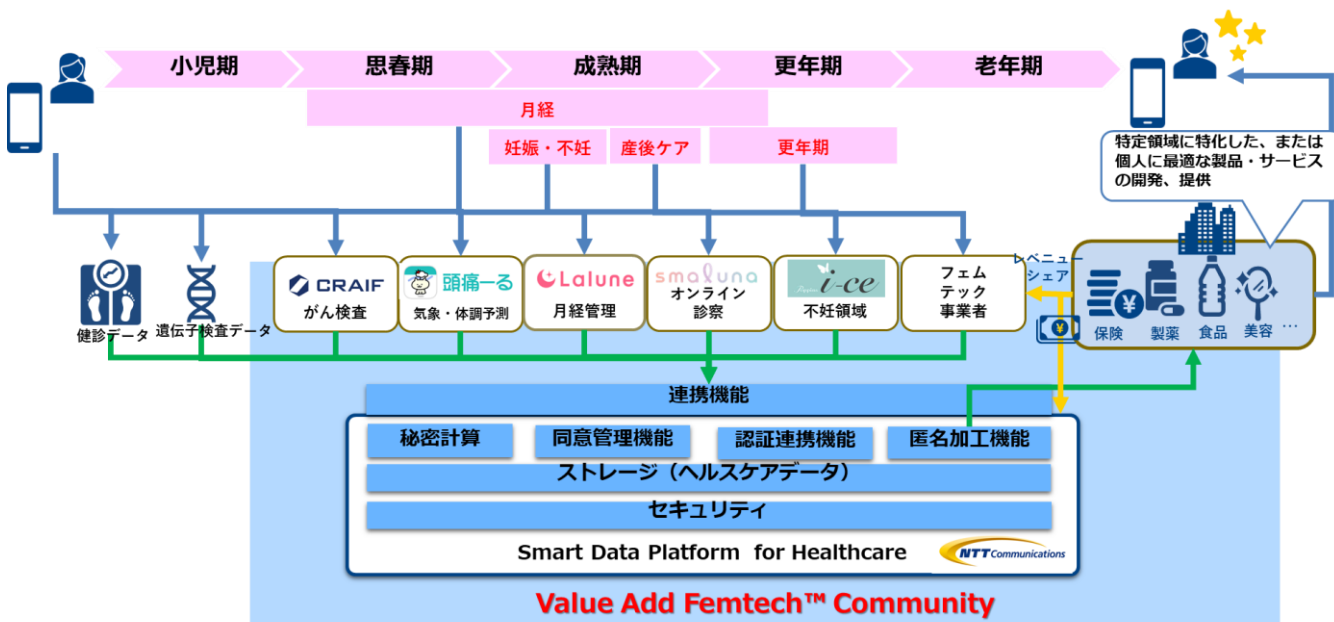 小児期
思春期
成熟期
更年期
老年期
月経
妊娠・不妊
産後ケア
更年期
特定領域に特化した、または
個人に最適な製品・サービス
の開発、提供
健診データ
遺伝子検査データ
CRAIF
がん検査
頭痛ーる
気象・体調予測
Lalune
月経管理
smaluna
オンライン
診察
i-ce
不妊領域
フェム
テック
事業者
レベニュー
シェア
保険
製薬
食品
美容
…
連携機能
秘密計算
同意管理機能
認証連携機能
匿名加工機能
ストレージ（ヘルスケアデータ）
セキュリティ
Smart Data Platform for Healthcare
NTT Communications
Value Add Femtech™ Community